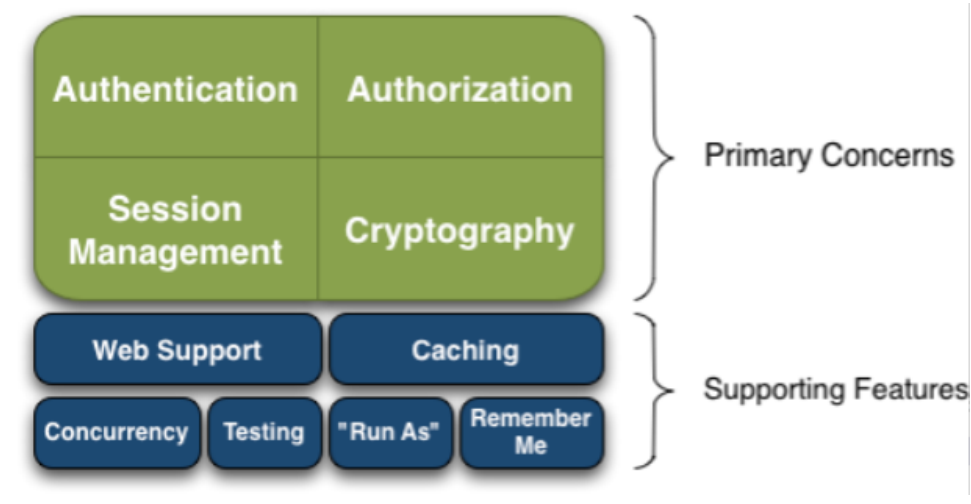 Authentication
Authorization
Session
Management
Cryptography
Primary Concerns
Web Support
Caching
Concurrency
Testing
"Run As"
Remember
Me
Supporting Features